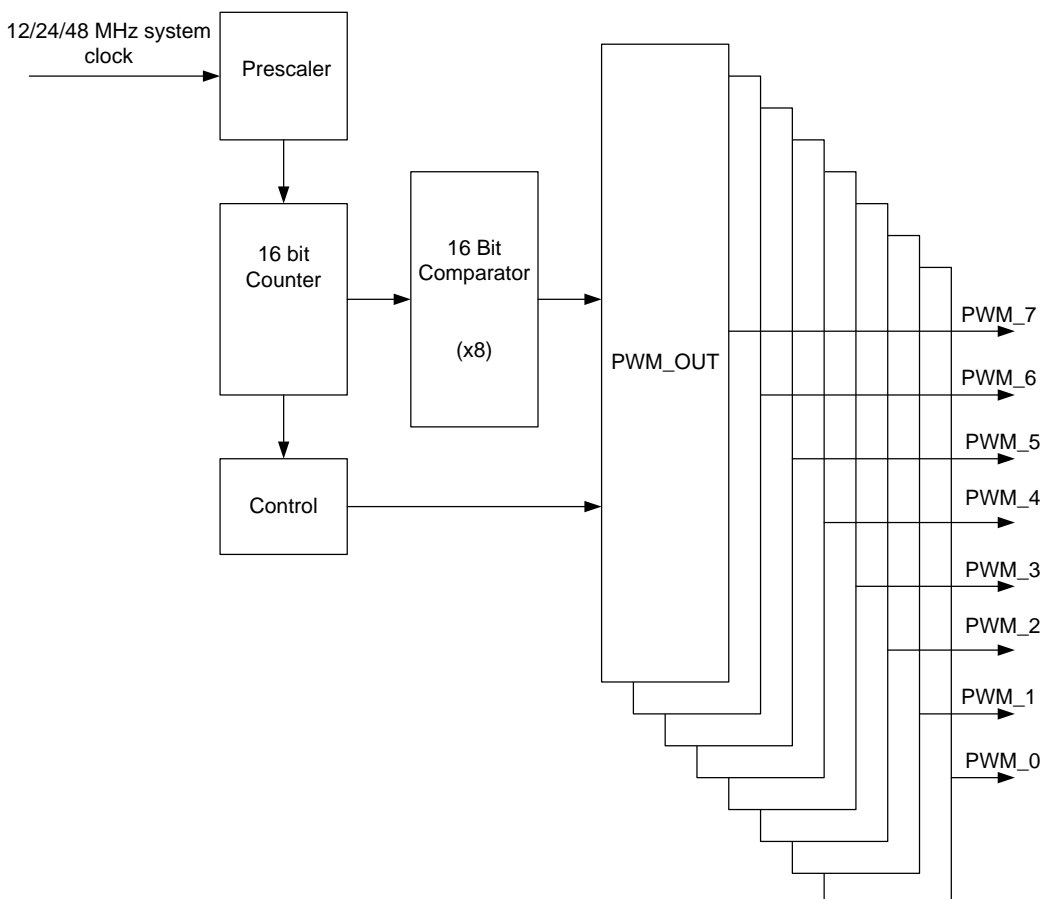 12/24/48 MHz system
clock
Prescaler
16 bit
Counter
16 Bit
Comparator
(x8)
Control
PWM_OUT
PWM_7
PWM_6
PWM_5
PWM_4
PWM_3
PWM_2
PWM_1
PWM_0